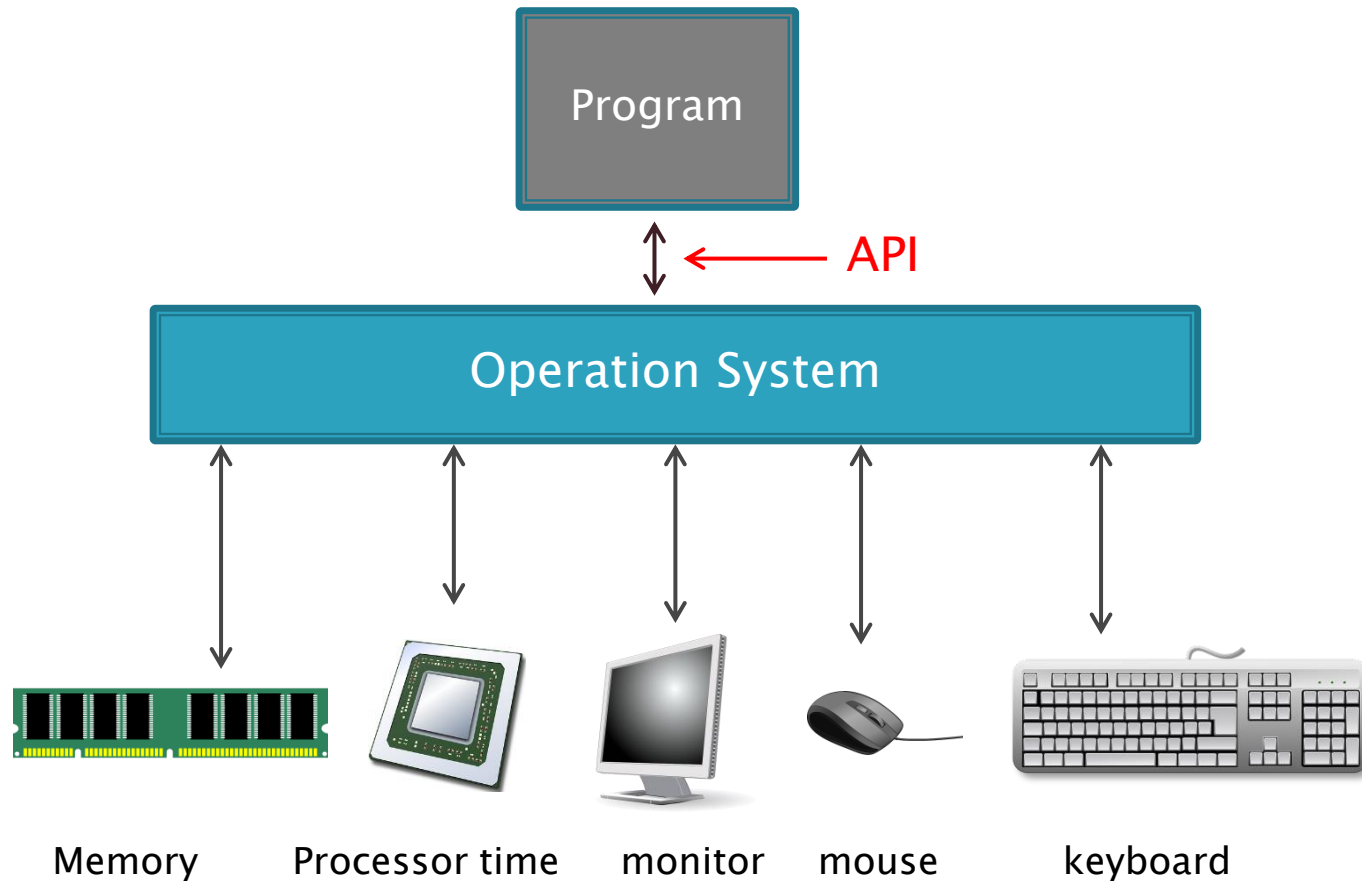 Program
API
Operation System
Memory
Processor time
monitor
mouse
keyboard